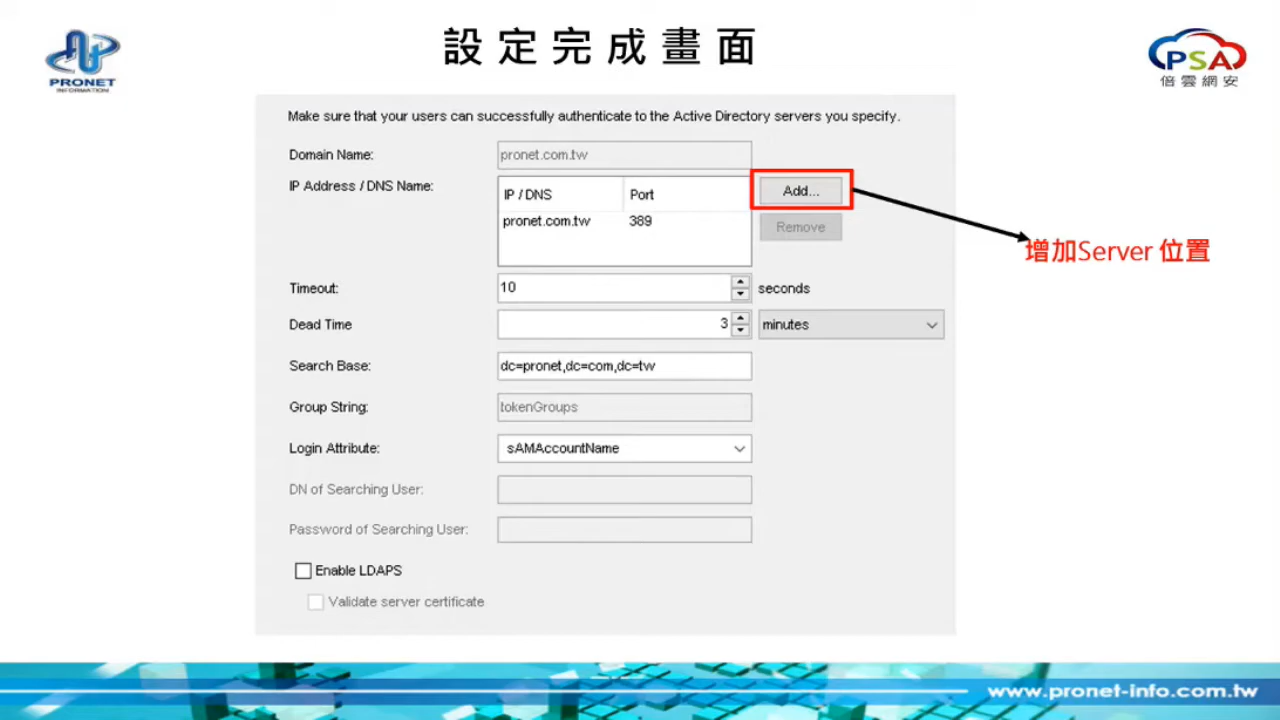 設定完成畫面
PRONET
INFORMATION
PSA
倍雲網安
Make sure that your users can successfully authenticate to the Active Directory servers you specify.
Domain Name: pronet.com.tw
IP Address / DNS Name:
IP / DNS Port
pronet.com.tw 389
Add...
Remove
增加Server 位置
Timeout: 10 seconds
Dead Time 3 minutes
Search Base: dc=pronet,dc=com,dc=tw
Group String: tokenGroups
Login Attribute: sAMAccountName
DN of Searching User:
Password of Searching User:
Enable LDAPS
Validate server certificate
www.pronet-info.com.tw